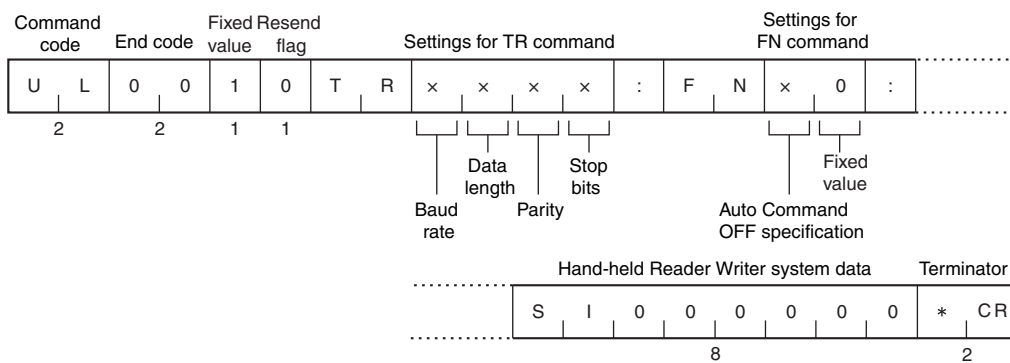 Command code
End code
Fixed value
Resend flag
Settings for TR command
Settings for FN command
U L 0 0 1 0 T R × × × × : F N × 0 :
2 2 1 1
Baud rate
Data length
Parity
Stop bits
Auto Command OFF specification
Fixed value
Hand-held Reader Writer system data
Terminator
S I 0 0 0 0 0 0 * CR
8 2